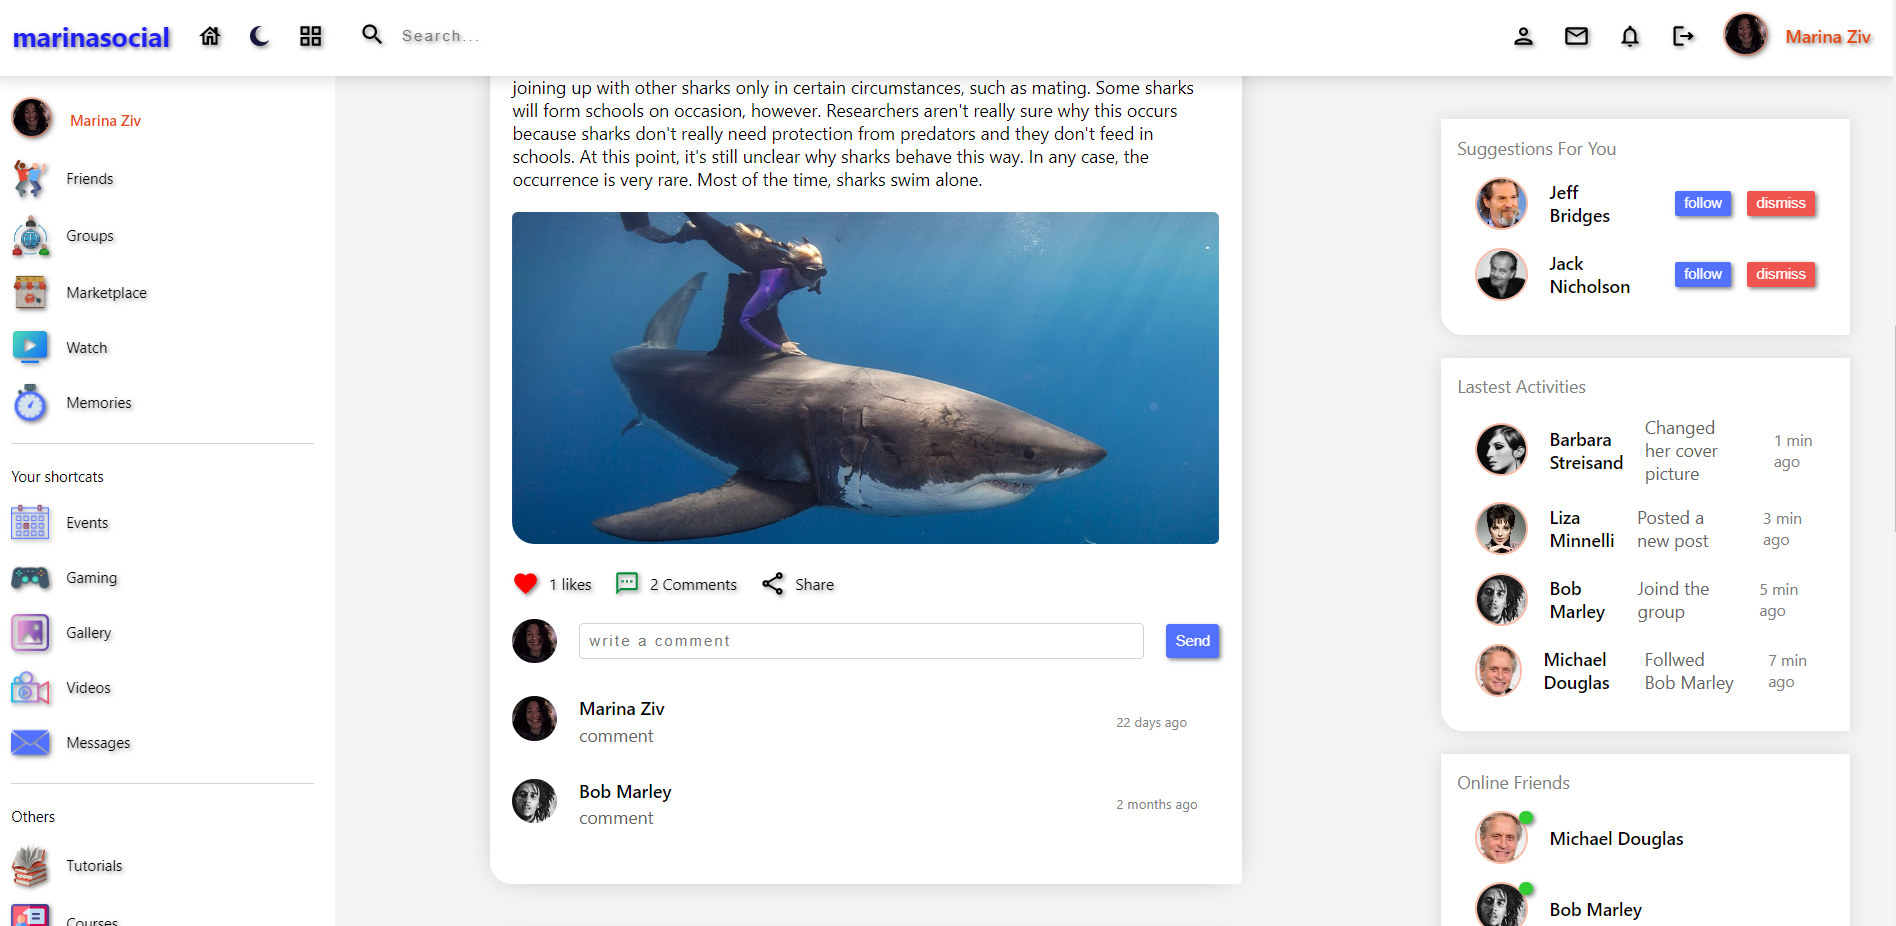 marinasocial
Search...
Marina Ziv
Marina Ziv
Friends
Groups
Marketplace
Watch
Memories
Your shortcats
Events
Gaming
Gallery
Videos
Messages
Others
Tutorials
Courses
joining up with other sharks only in certain circumstances, such as mating. Some sharks
will form schools on occasion, however. Researchers aren't really sure why this occurs
because sharks don't really need protection from predators and they don't feed in
schools. At this point, it's still unclear why sharks behave this way. In any case, the
occurrence is very rare. Most of the time, sharks swim alone.
1 likes
2 Comments
Share
write a comment
Send
Marina Ziv
comment
22 days ago
Bob Marley
comment
2 months ago
Suggestions For You
Jeff
Bridges
follow
dismiss
Jack
Nicholson
follow
dismiss
Lastest Activities
Barbara
Streisand
Changed
her cover
picture
1 min
ago
Liza
Minnelli
Posted a
new post
3 min
ago
Bob
Marley
Joind the
group
5 min
ago
Michael
Douglas
Follwed
Bob Marley
7 min
ago
Online Friends
Michael Douglas
Bob Marley